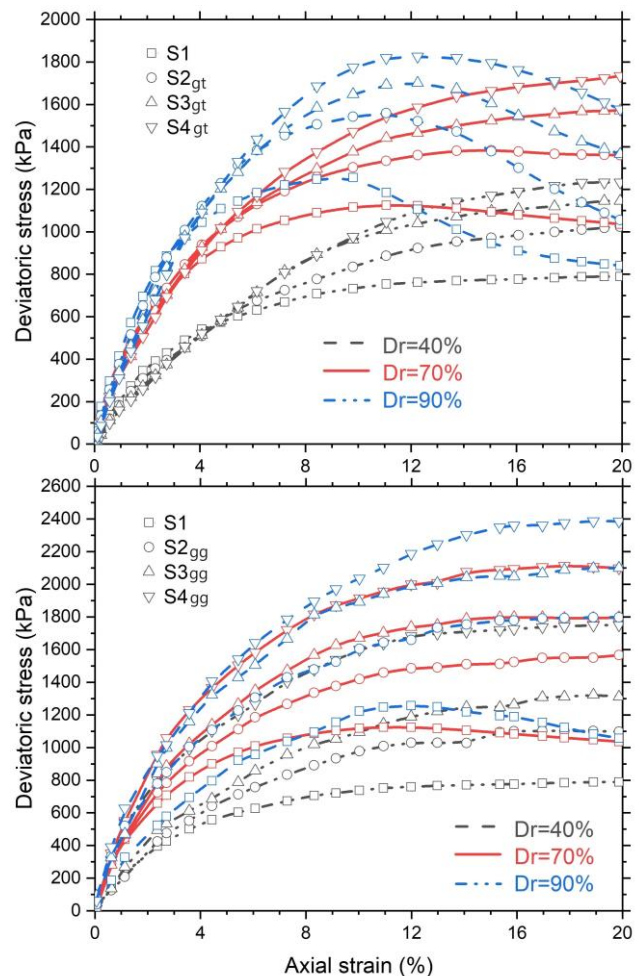 2000
1800
1600
1400
1200
1000
800
600
400
200
0
Deviatoric stress (kPa)
S1
S2gt
S3gt
S4gt
Dr=40%
Dr=70%
Dr=90%
0 4 8 12 16 20
2600
2400
2200
2000
1800
1600
1400
1200
1000
800
600
400
200
0
Deviatoric stress (kPa)
S1
S2gg
S3gg
S4gg
Dr=40%
Dr=70%
Dr=90%
0 4 8 12 16 20
Axial strain (%)